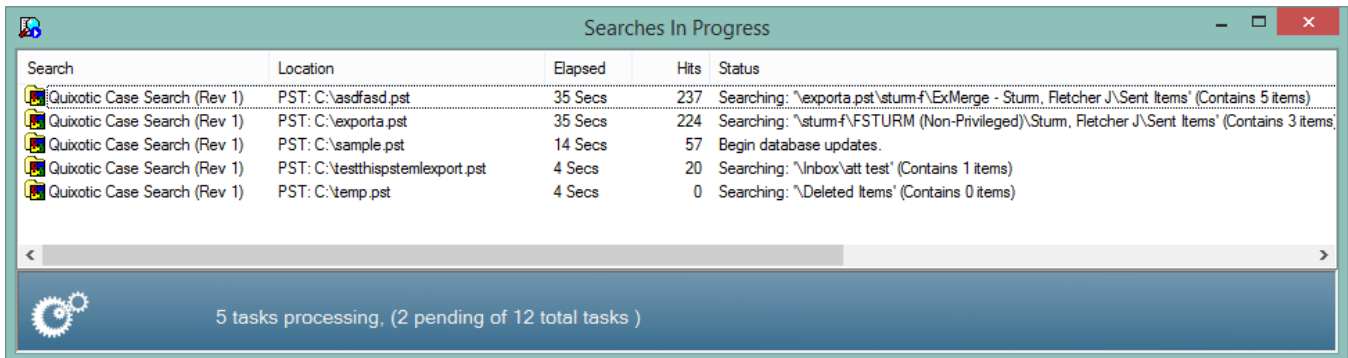 Searches In Progress
Search Location Elapsed Hits Status
Quixotic Case Search (Rev 1) PST: C:\asdfasd.pst 35 Secs 237 Searching: '\exporta.pst\sturm-f\ExMerge - Sturm, Fletcher J\Sent Items' (Contains 5 items)
Quixotic Case Search (Rev 1) PST: C:\exporta.pst 35 Secs 224 Searching: '\sturm-f\FSTURM (Non-Privileged)\Sturm, Fletcher J\Sent Items' (Contains 3 items
Quixotic Case Search (Rev 1) PST: C:\sample.pst 14 Secs 57 Begin database updates.
Quixotic Case Search (Rev 1) PST: C:\testthispstemlexport.pst 4 Secs 20 Searching: '\Inbox\att test' (Contains 1 items)
Quixotic Case Search (Rev 1) PST: C:\temp.pst 4 Secs 0 Searching: '\Deleted Items' (Contains 0 items)
5 tasks processing, (2 pending of 12 total tasks )